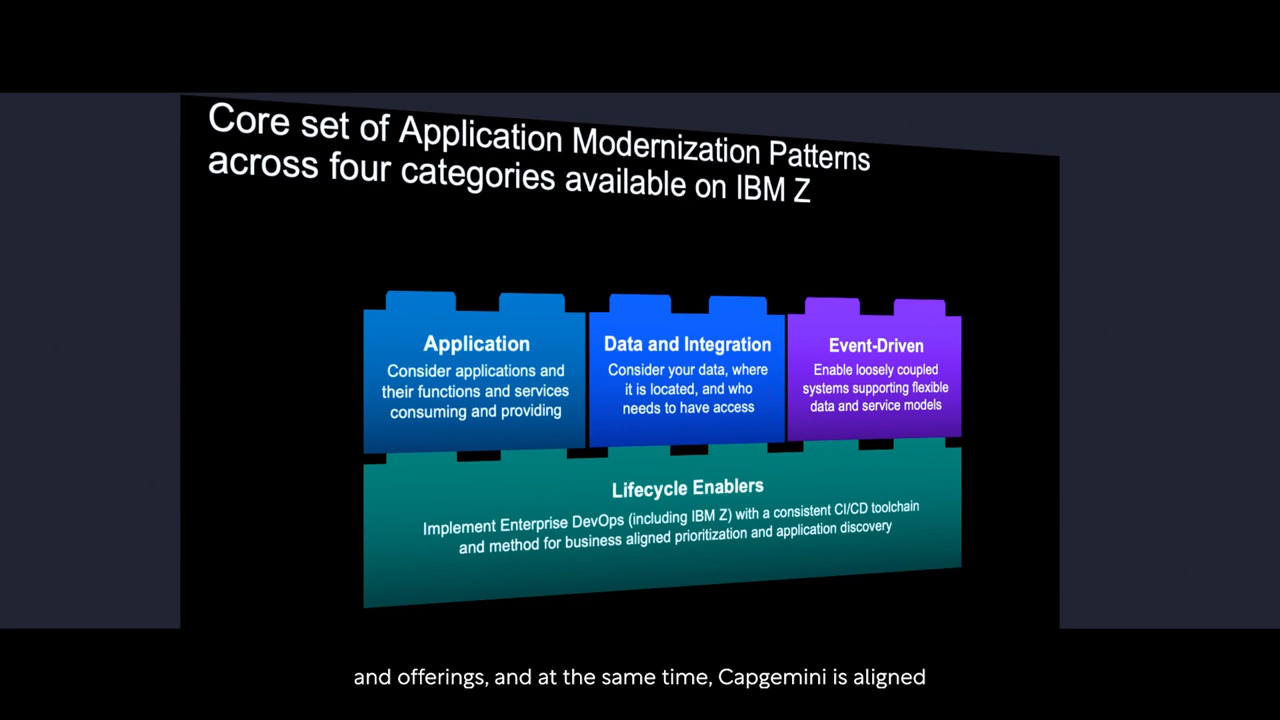 Core set of Application Modernization Patterns
across four categories available on IBM Z
Application
Consider applications and
their functions and services
consuming and providing
Data and Integration
Consider your data, where
it is located, and who
needs to have access
Event-Driven
Enable loosely coupled
systems supporting flexible
data and service models
Lifecycle Enablers
Implement Enterprise DevOps (including IBM Z) with a consistent CI/CD toolchain
and method for business aligned prioritization and application discovery
and offerings, and at the same time, Capgemini is aligned